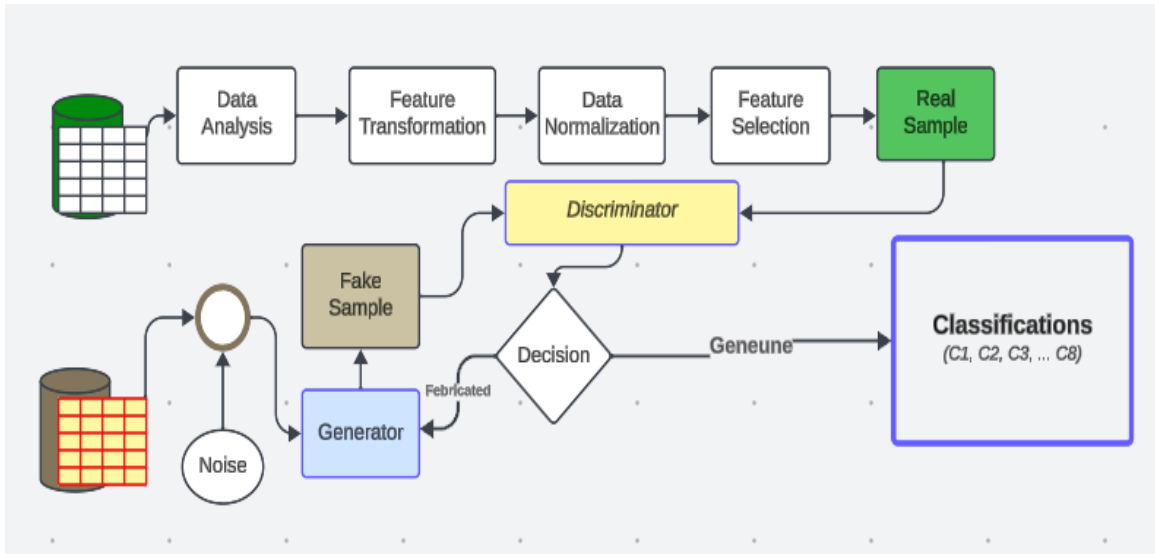 Data
Analysis
Feature
Transformation
Data
Normalization
Feature
Selection
Real
Sample
Discriminator
Fake
Sample
Decision
Geneune
Classifications
(C1, C2, C3, ... C8)
Febricated
Generator
Noise